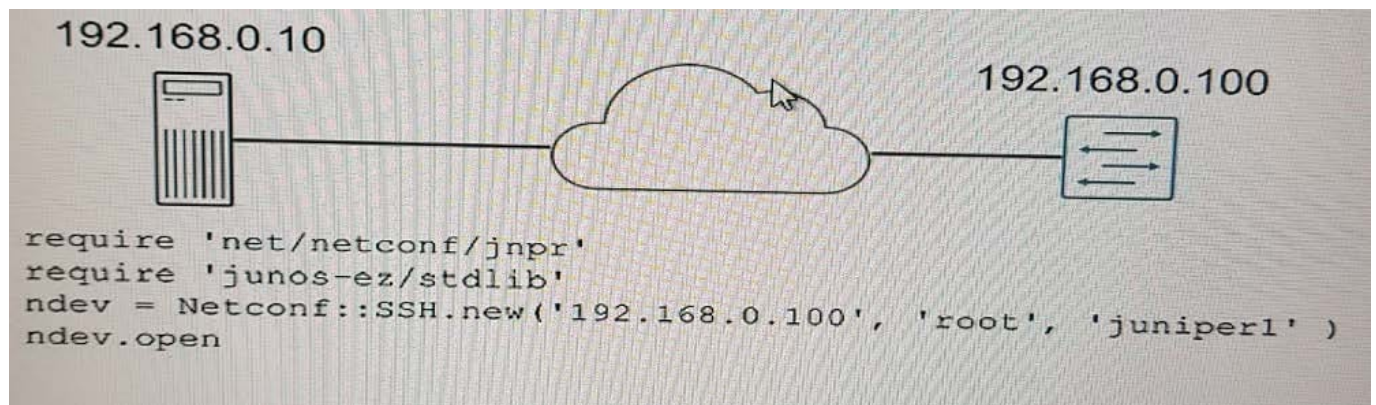 192.168.0.10
192.168.0.100
require 'net/netconf/jnpr'
require 'junos-ez/stdlib'
ndev = Netconf::SSH.new('192.168.0.100', 'root', 'juniper1' )
ndev.open